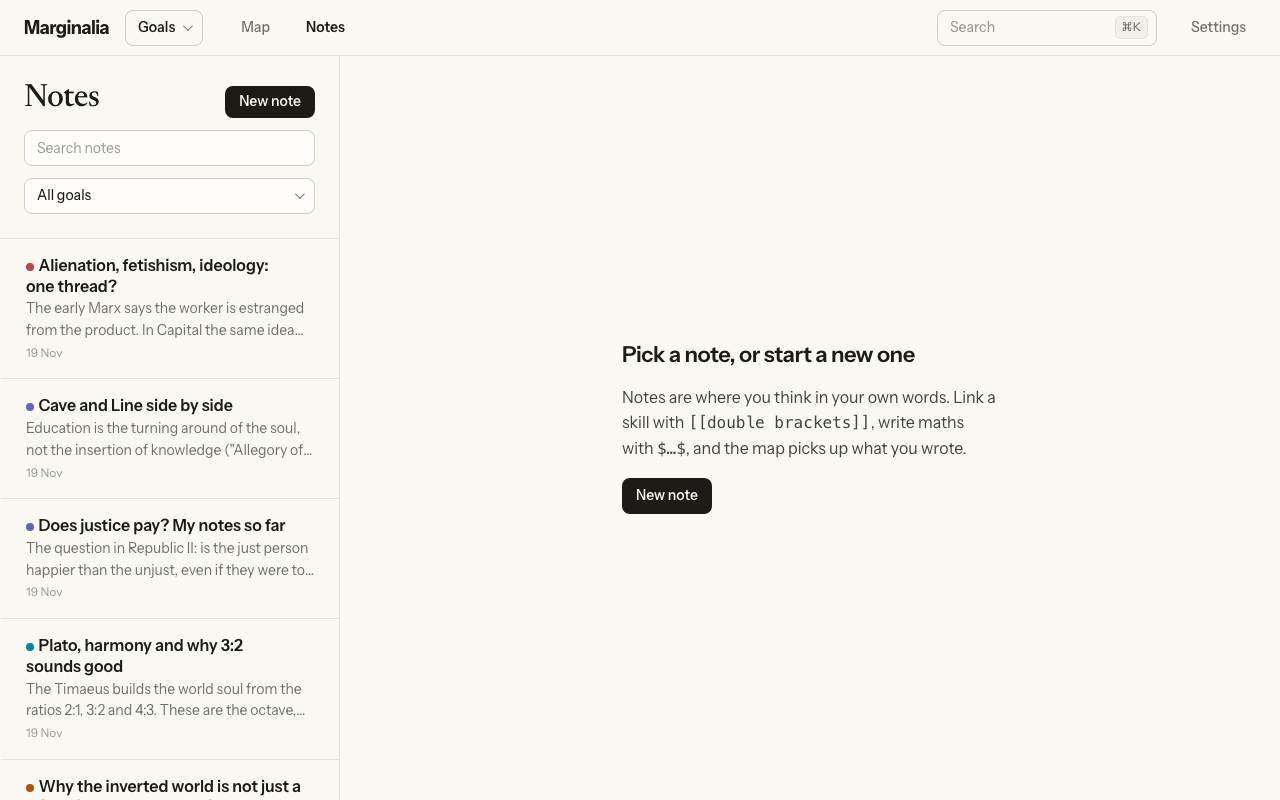 Marginalia
Goals
Map
Notes
Search
⌘K
Settings
Notes
New note
Search notes
All goals
Alienation, fetishism, ideology:
one thread?
The early Marx says the worker is estranged
from the product. In Capital the same idea...
19 Nov
Cave and Line side by side
Education is the turning around of the soul,
not the insertion of knowledge ("Allegory of...
19 Nov
Does justice pay? My notes so far
The question in Republic II: is the just person
happier than the unjust, even if they were to...
19 Nov
Plato, harmony and why 3:2
sounds good
The Timaeus builds the world soul from the
ratios 2:1, 3:2 and 4:3. These are the octave,...
19 Nov
Why the inverted world is not just a
Pick a note, or start a new one
Notes are where you think in your own words. Link a
skill with [[double brackets]], write maths
with $…$, and the map picks up what you wrote.
New note